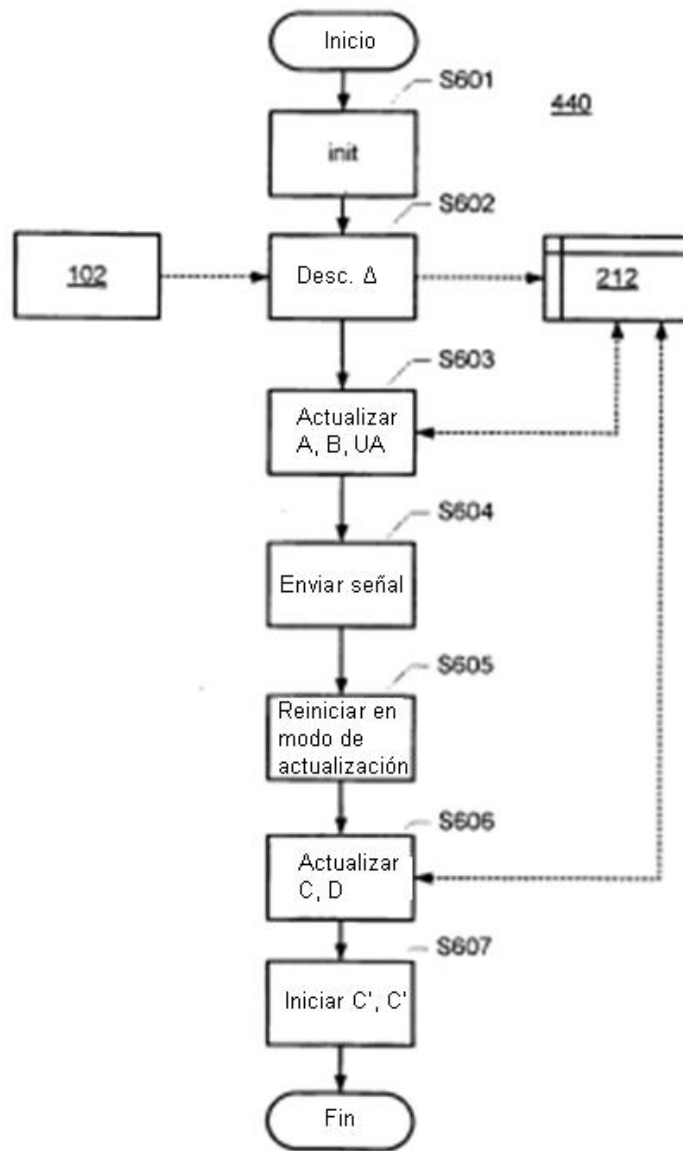 Inicio
S601
440
init
S602
102
Desc. Δ
212
S603
Actualizar
A, B, UA
S604
Enviar señal
S605
Reiniciar en
modo de
actualización
S606
Actualizar
C, D
S607
Iniciar C', C'
Fin